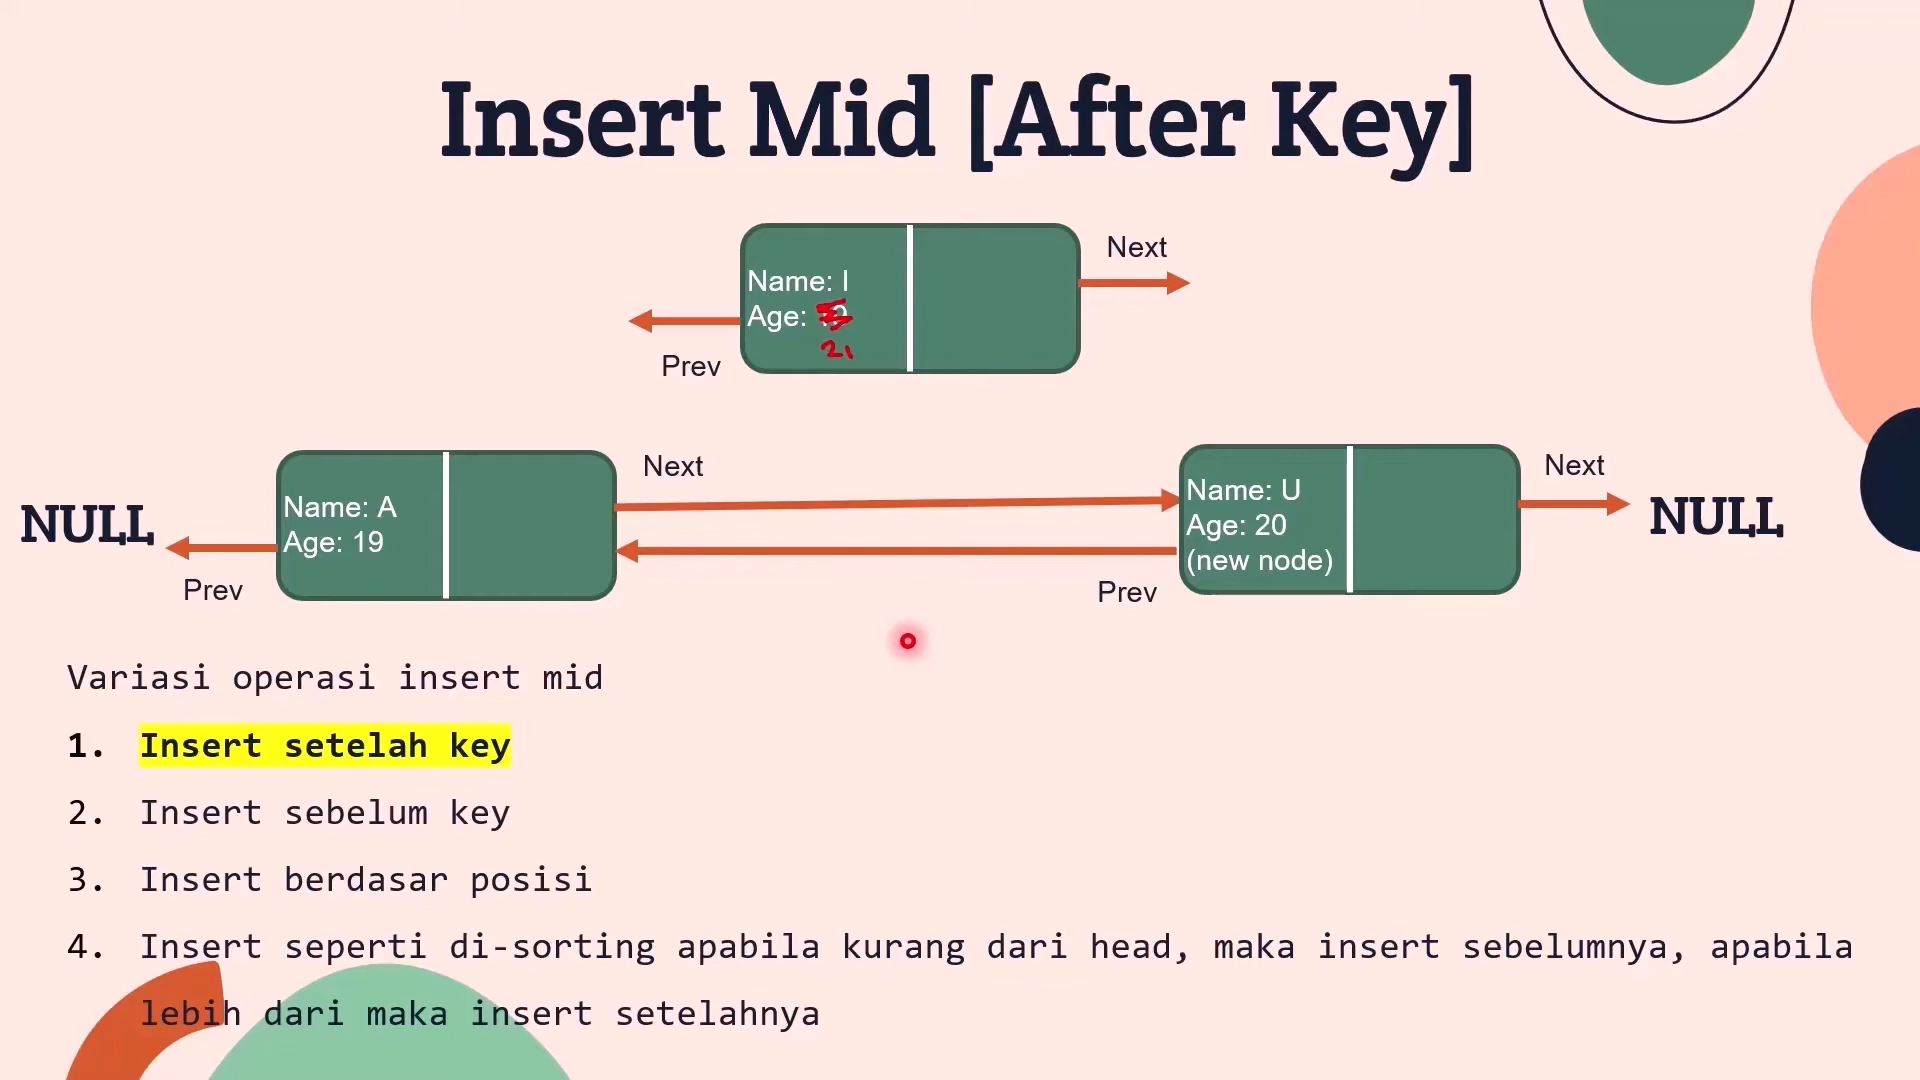 Insert Mid [After Key]
Next
Name: I
Age:
21
Prev
Next
Next
Name: A
Age: 19
Name: U
Age: 20
(new node)
NULL
NULL
Prev
Prev
Variasi operasi insert mid
1. Insert setelah key
2. Insert sebelum key
3. Insert berdasar posisi
4. Insert seperti di-sorting apabila kurang dari head, maka insert sebelumnya, apabila
lebih dari maka insert setelahnya